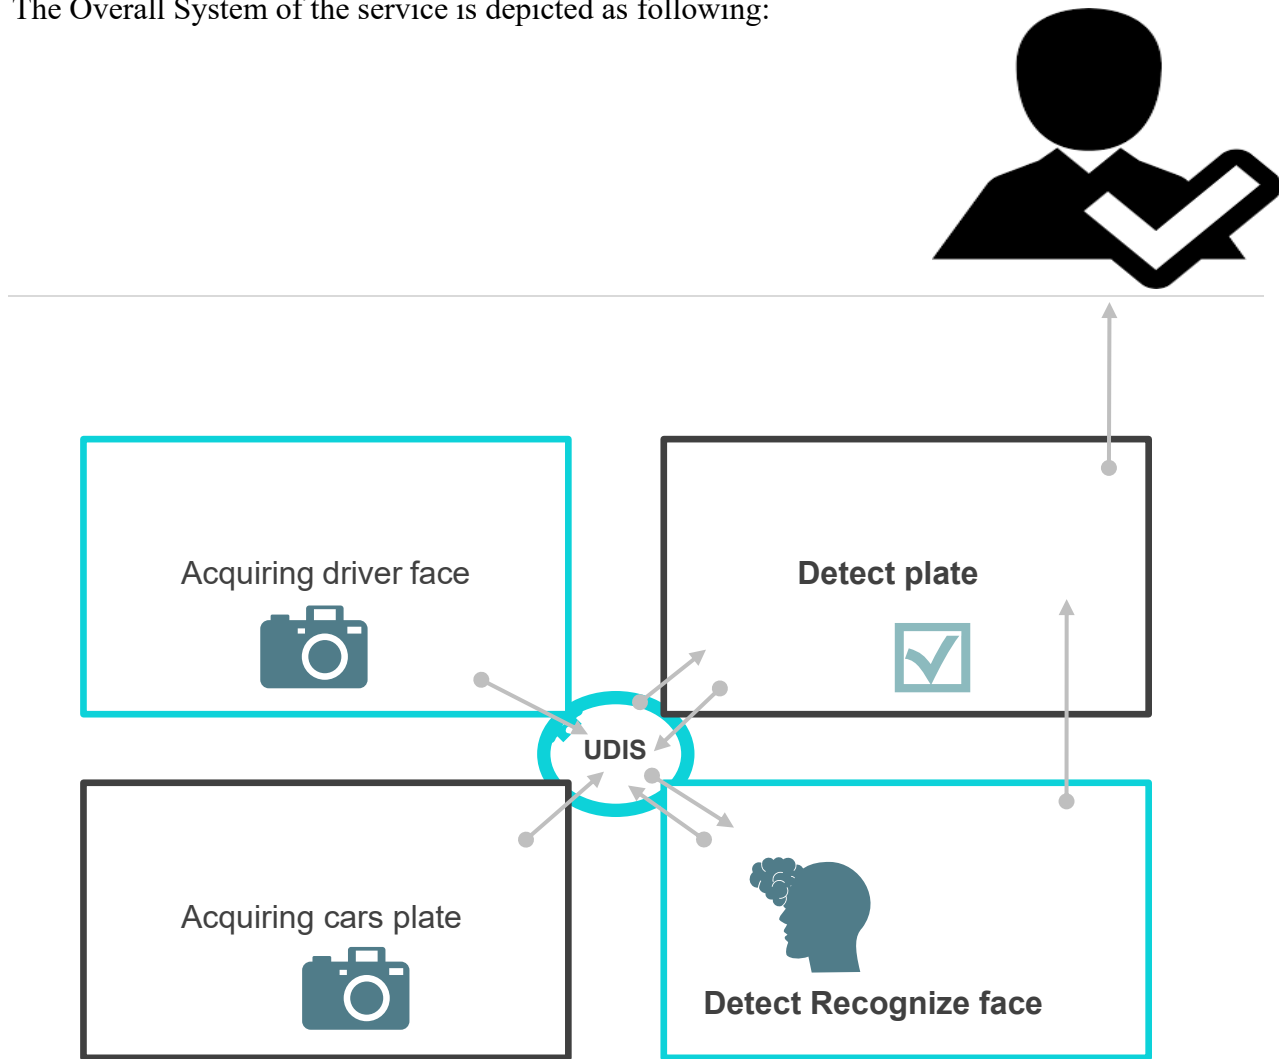 The Overall System of the service is depicted as following:
Acquiring driver face
Detect plate
UDIS
Acquiring cars plate
Detect Recognize face